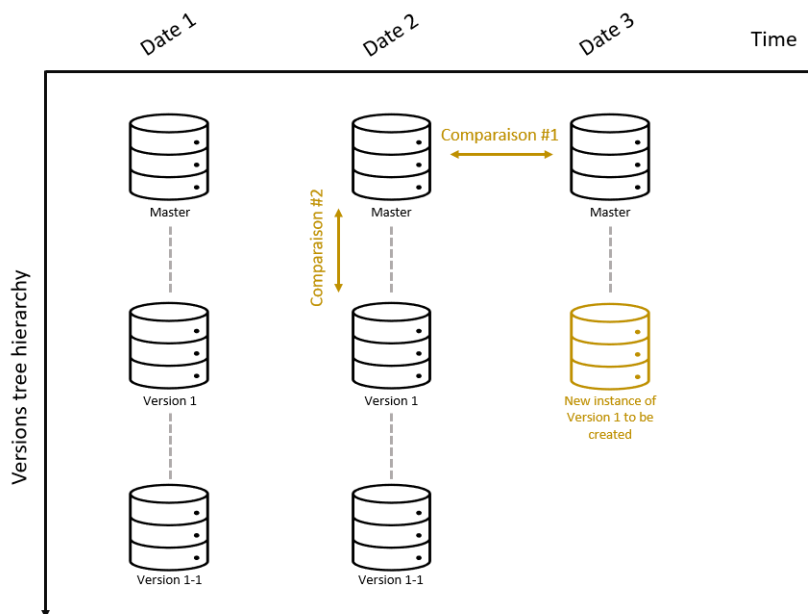 Date 1
Date 2
Date 3
Time
Comparaison #1
Master
Master
Master
Comparaison #2
Versions tree hierarchy
Version 1
Version 1
New instance of
Version 1 to be
created
Version 1-1
Version 1-1